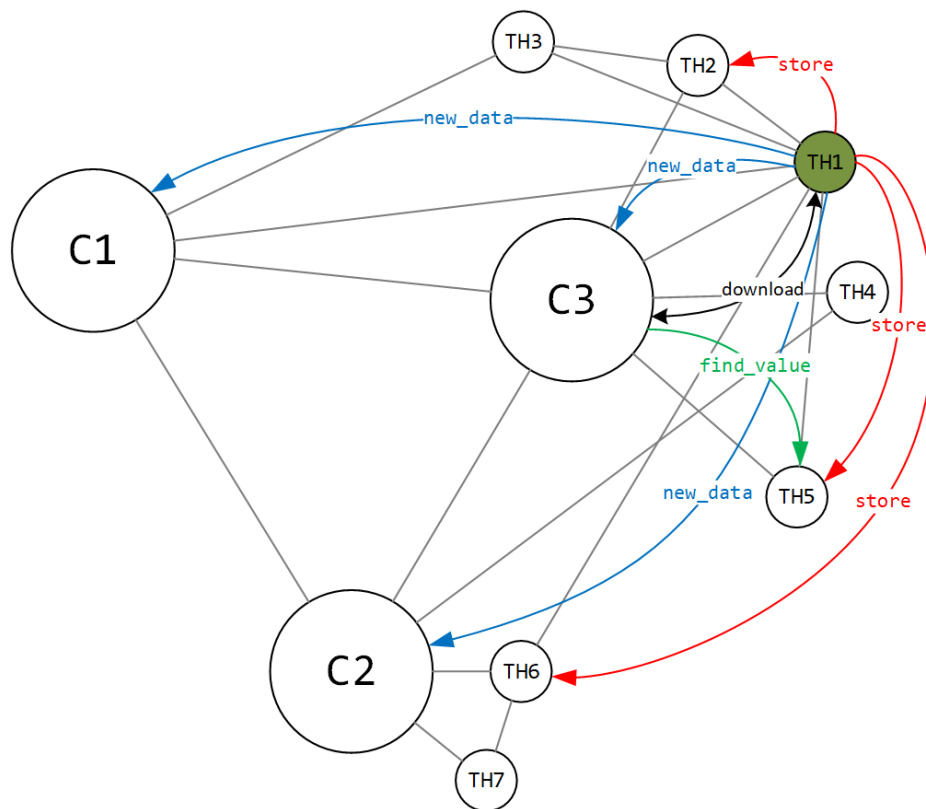 TH3
TH2
store
new_data
TH1
new_data
C1
C3
download
TH4
store
find_value
new_data
TH5
store
C2
TH6
TH7